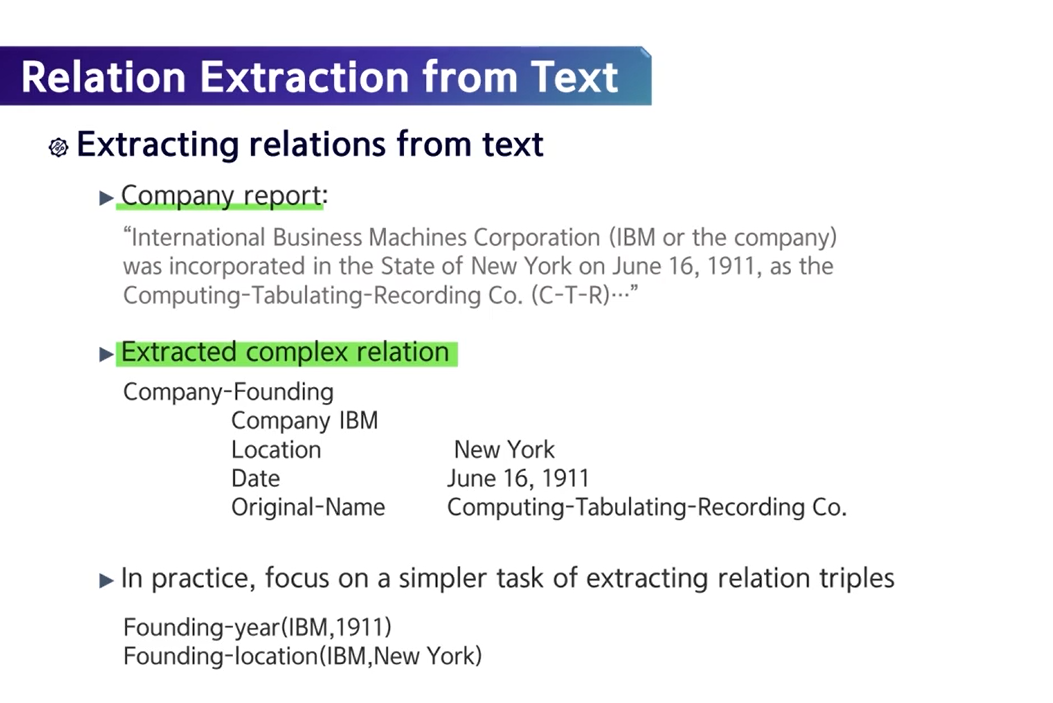 Relation Extraction from Text
Extracting relations from text
Company report:
“International Business Machines Corporation (IBM or the company)
was incorporated in the State of New York on June 16, 1911, as the
Computing-Tabulating-Recording Co. (C-T-R)…”
Extracted complex relation
Company-Founding
Company IBM
Location New York
Date June 16, 1911
Original-Name Computing-Tabulating-Recording Co.
In practice, focus on a simpler task of extracting relation triples
Founding-year(IBM,1911)
Founding-location(IBM,New York)